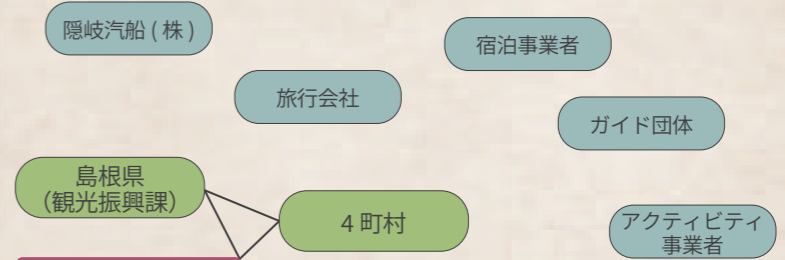 隠岐汽船 ( 株 )
宿泊事業者
旅行会社
ガイド団体
島根県
（観光振興課）
4 町村
アクティビティ
事業者